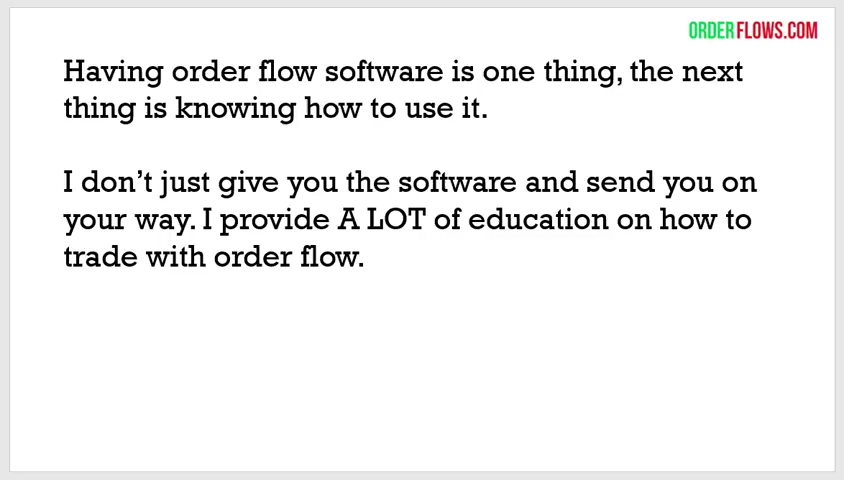 ORDERFLOWS.COM
Having order flow software is one thing, the next
thing is knowing how to use it.
I don’t just give you the software and send you on
your way. I provide A LOT of education on how to
trade with order flow.